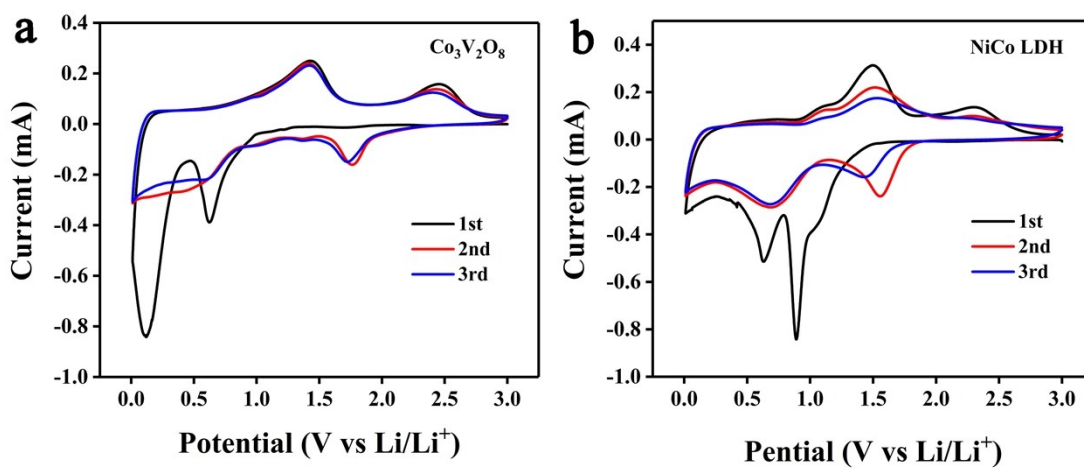 a
Co₃V₂O₈
Current (mA)
0.4
0.2
0.0
-0.2
-0.4
-0.6
-0.8
-1.0
1st
2nd
3rd
0.0 0.5 1.0 1.5 2.0 2.5 3.0
Potential (V vs Li/Li⁺)
b
NiCo LDH
Current (mA)
0.4
0.2
0.0
-0.2
-0.4
-0.6
-0.8
-1.0
1st
2nd
3rd
0.0 0.5 1.0 1.5 2.0 2.5 3.0
Pential (V vs Li/Li⁺)